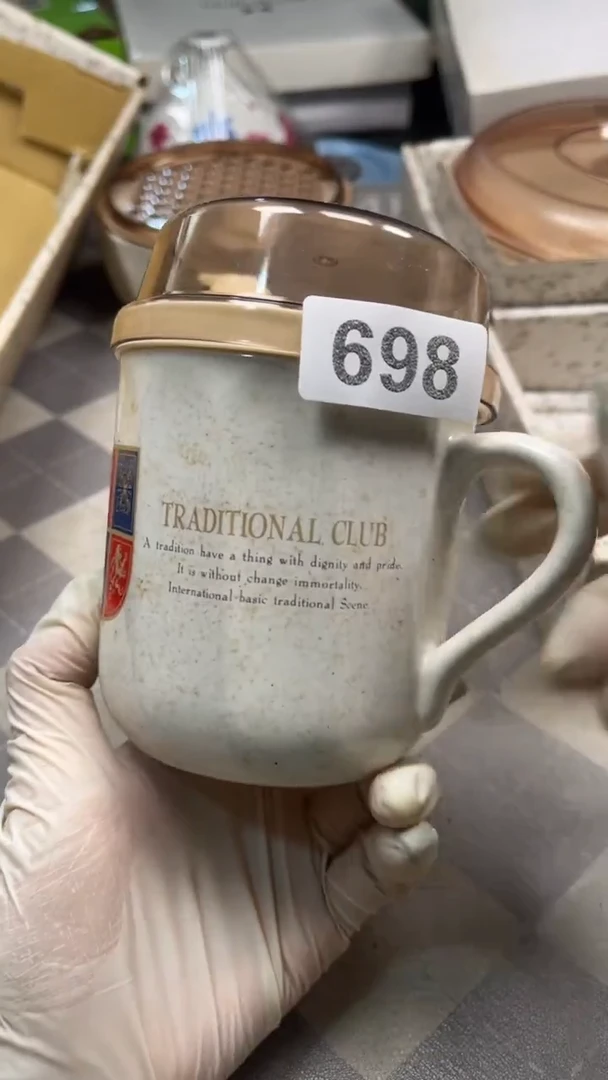 698
TRADITIONAL CLUB
A tradition have a thing with dignity and pride.
It is without change immortality.
International-basic traditional Scene